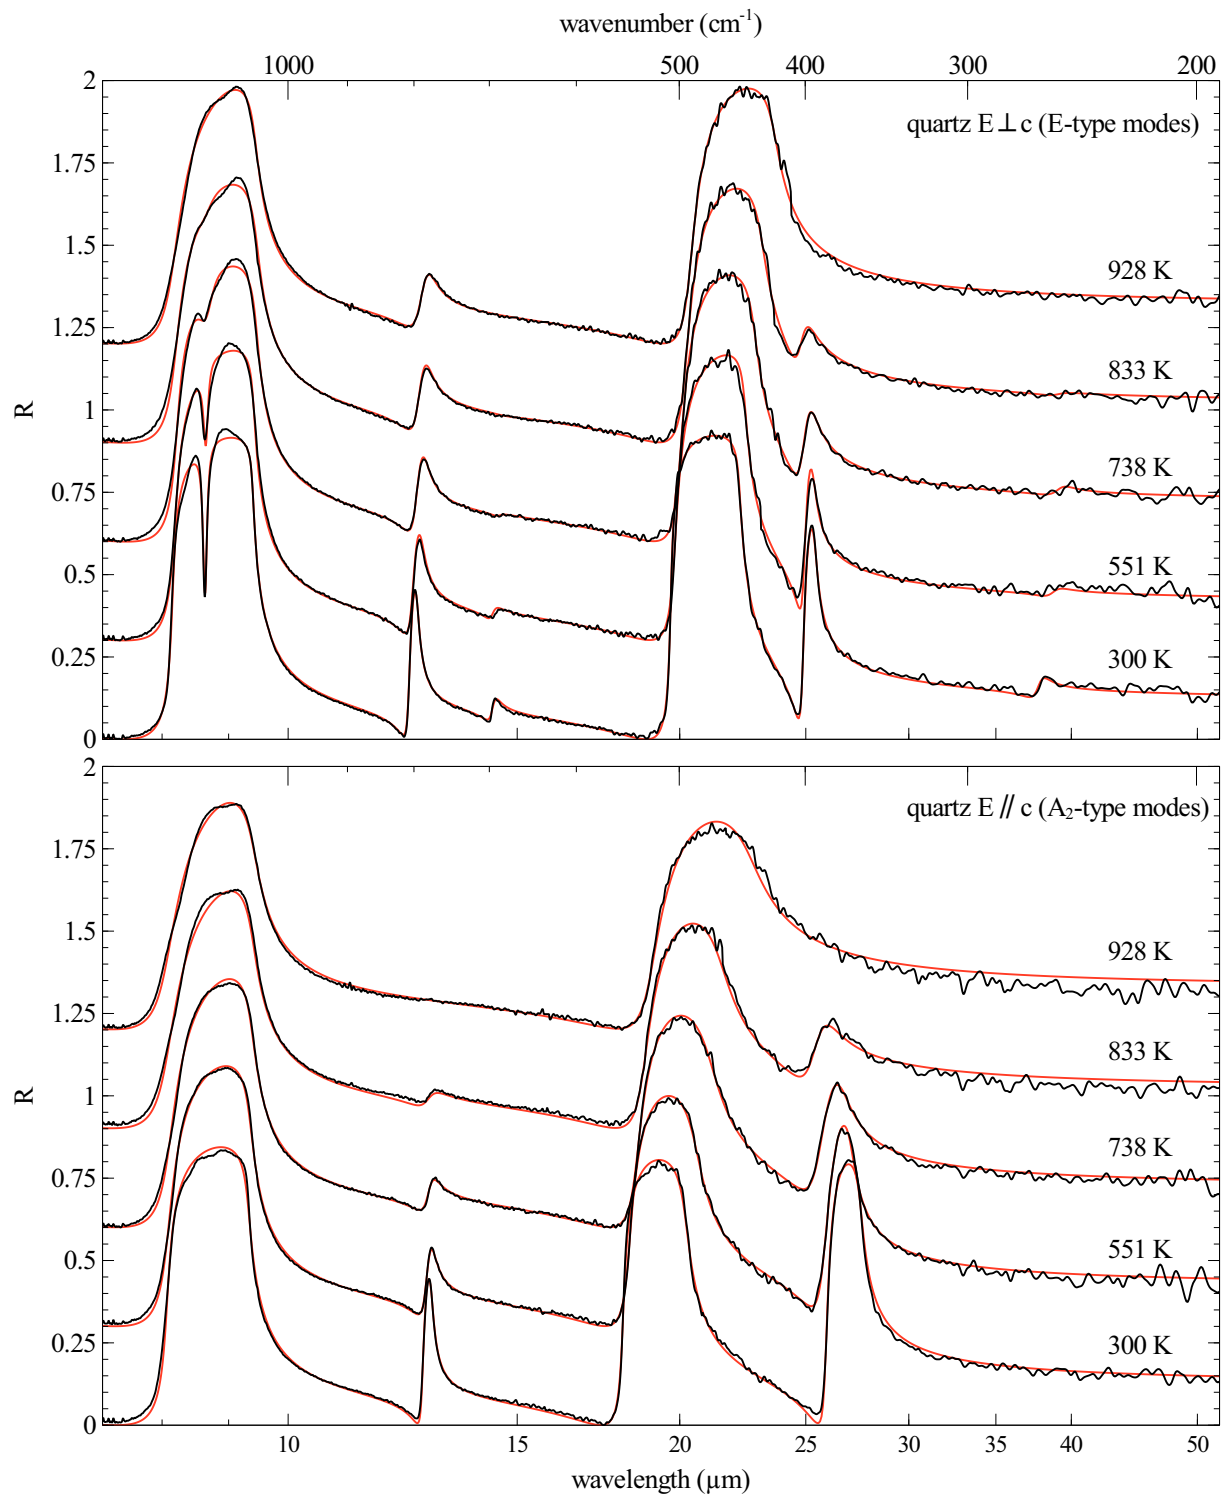 wavenumber (cm-1)
1000 500 400 300 200
2
quartz E⊥c (E-type modes)
1.75
1.5
928 K
1.25
833 K
1
R
738 K
0.75
551 K
0.5
300 K
0.25
0
2
quartz E // c (A2-type modes)
1.75
1.5
928 K
1.25
833 K
1
R
738 K
0.75
551 K
0.5
300 K
0.25
0
10 15 20 25 30 35 40 50
wavelength (µm)